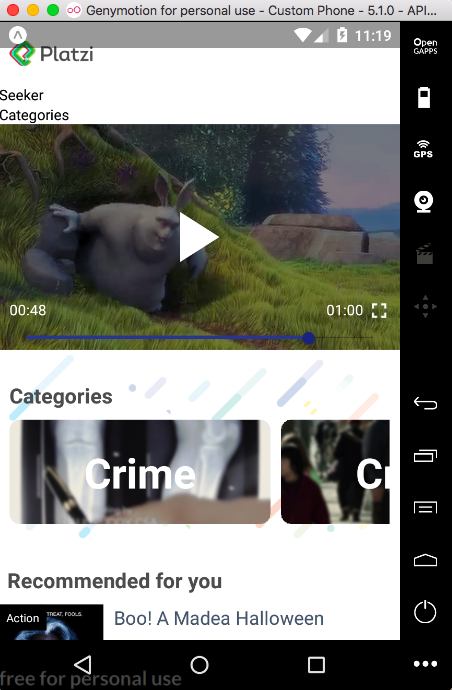 Genymotion for personal use - Custom Phone - 5.1.0 - API...
11:19
Open
GAPPS
Platzi
GPS
Seeker
Categories
00:48
01:00
Categories
Crime
Cr
Recommended for you
Action
TREAT, FOOLS.
Boo! A Madea Halloween
free for personal use